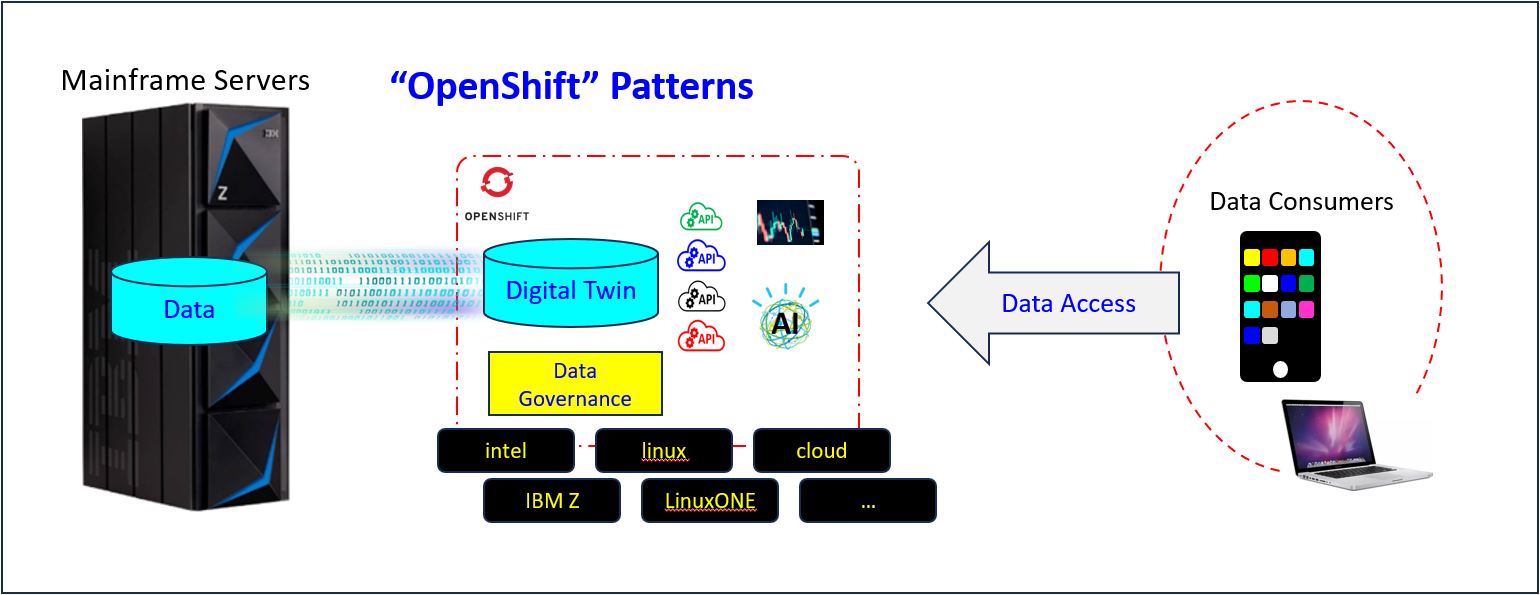 Mainframe Servers
“OpenShift” Patterns
IBM
Z
OPENSHIFT
Data Consumers
API
API
API
API
Data
Digital Twin
AI
Data Access
Data
Governance
intel
linux
cloud
IBM Z
LinuxONE
...